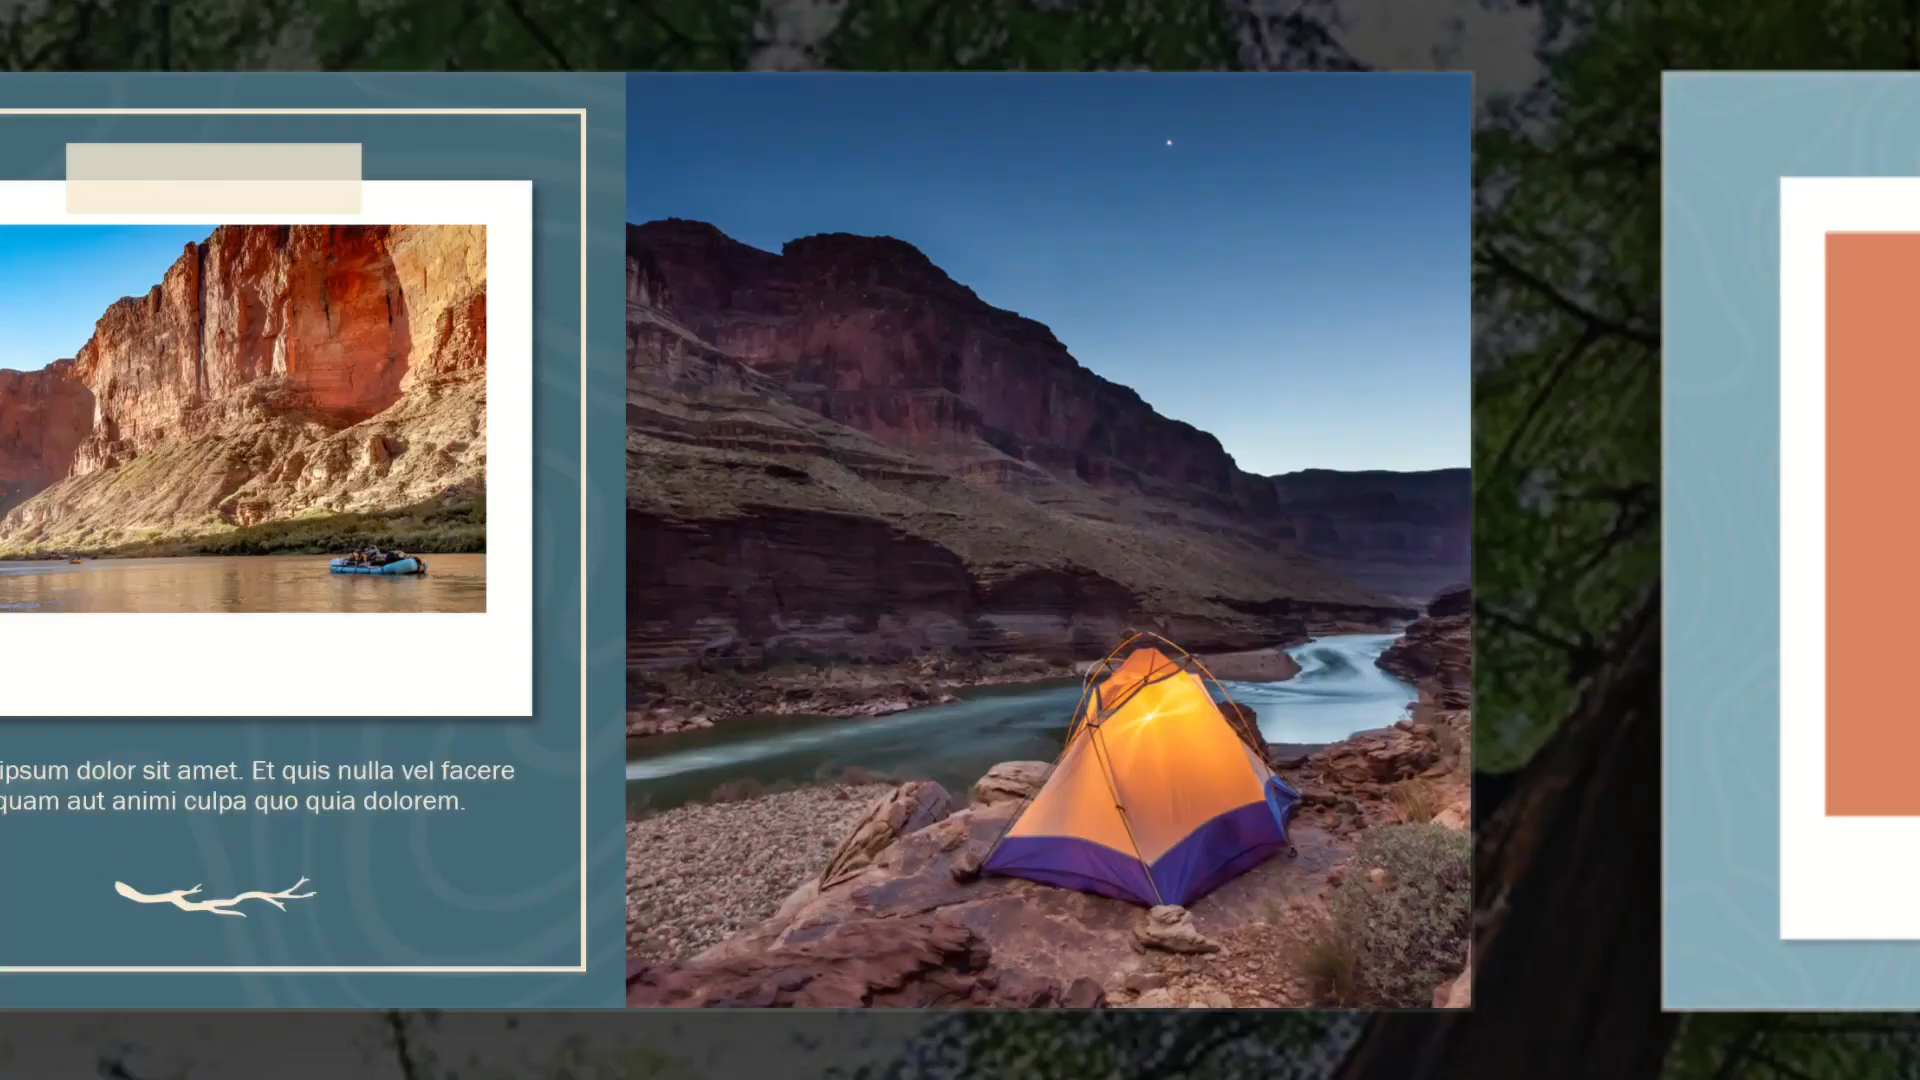 ipsum dolor sit amet. Et quis nulla vel facere
quam aut animi culpa quo quia dolorem.